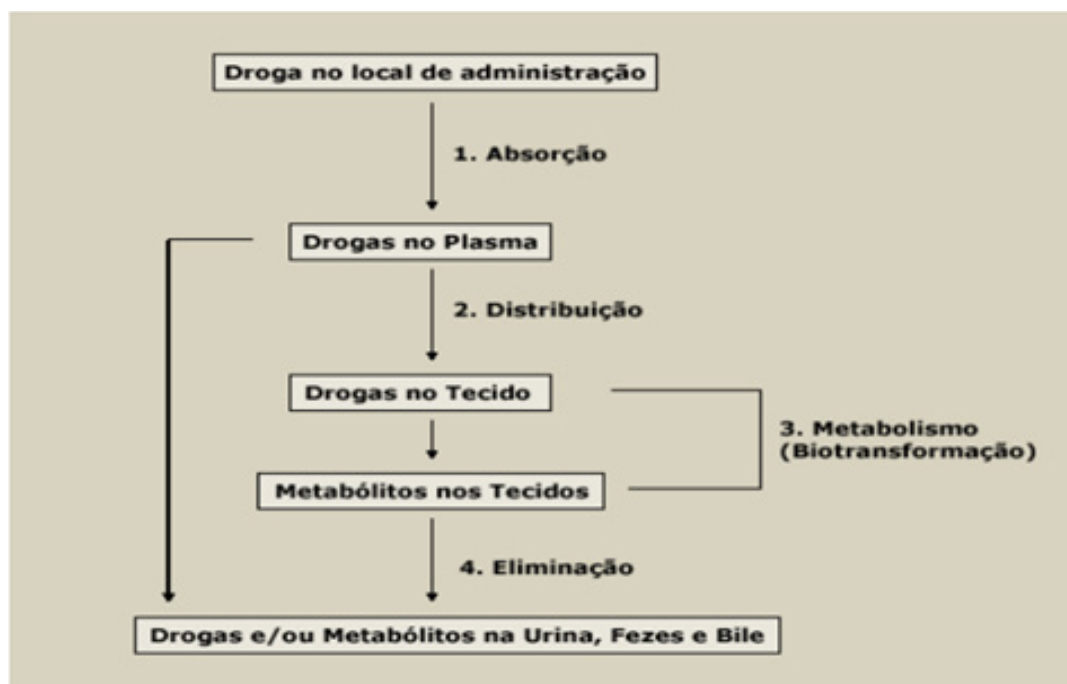 Droga no local de administração
1. Absorção
Drogas no Plasma
2. Distribuição
Drogas no Tecido
3. Metabolismo
(Biotransformação)
Metabólitos nos Tecidos
4. Eliminação
Drogas e/ou Metabólitos na Urina, Fezes e Bile